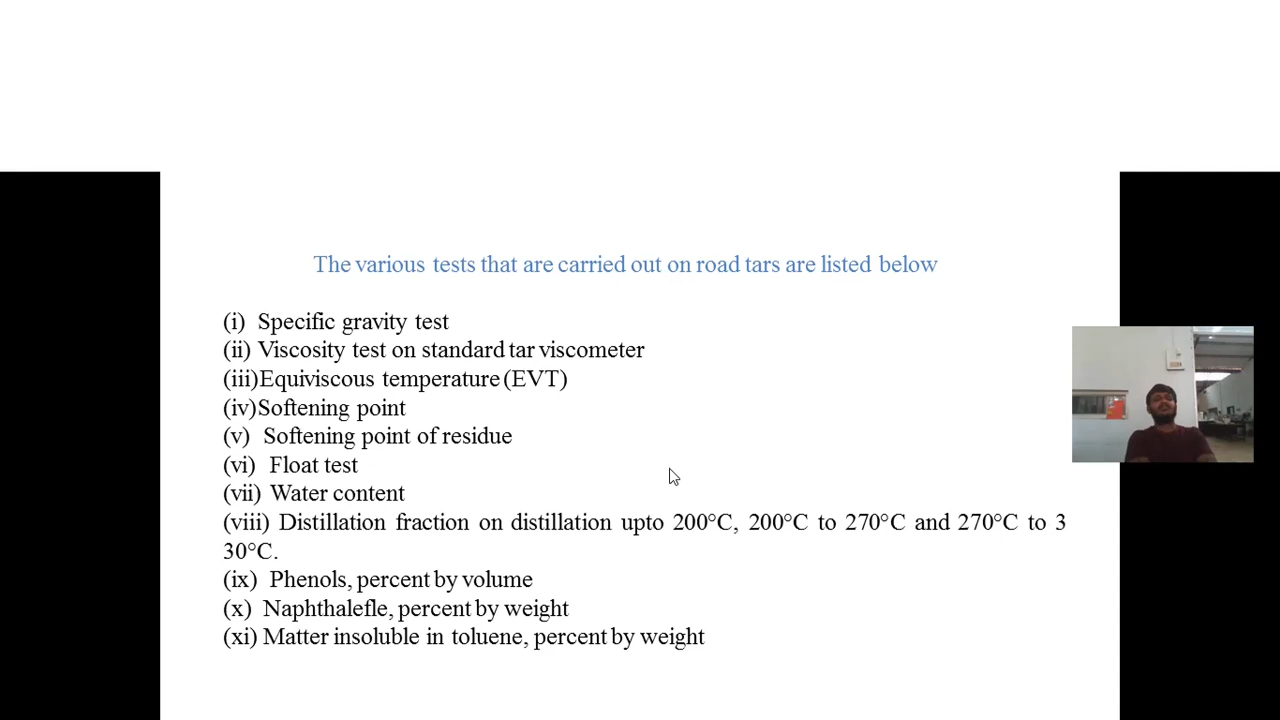 The various tests that are carried out on road tars are listed below
(i) Specific gravity test
(ii) Viscosity test on standard tar viscometer
(iii)Equiviscous temperature (EVT)
(iv)Softening point
(v) Softening point of residue
(vi) Float test
(vii) Water content
(viii) Distillation fraction on distillation upto 200°C, 200°C to 270°C and 270°C to 3
30°C.
(ix) Phenols, percent by volume
(x) Naphthalefle, percent by weight
(xi) Matter insoluble in toluene, percent by weight